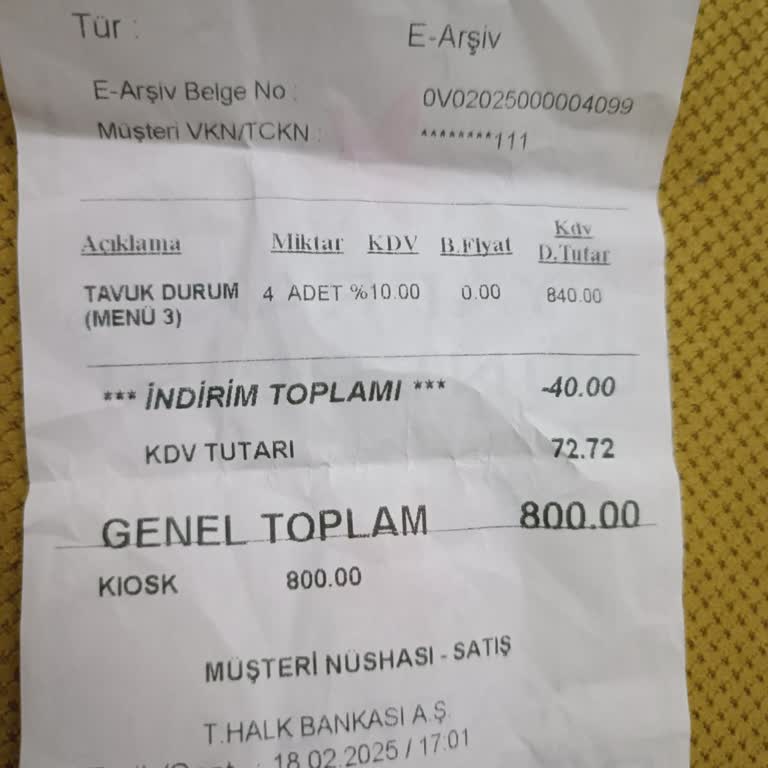 Tür : E-Arşiv
E-Arşiv Belge No : 0V02025000004099
Müşteri VKN/TCKN : ********111
Açıklama Miktar KDV B.Fiyat Kdv D.Tutar
TAVUK DURUM (MENÜ 3) 4 ADET %10.00 0.00 840.00
*** İNDİRİM TOPLAMI *** -40.00
KDV TUTARI 72.72
GENEL TOPLAM 800.00
KIOSK 800.00
MÜŞTERİ NÜSHASI - SATIŞ
T.HALK BANKASI A.Ş.
: 18.02.2025 / 17:01